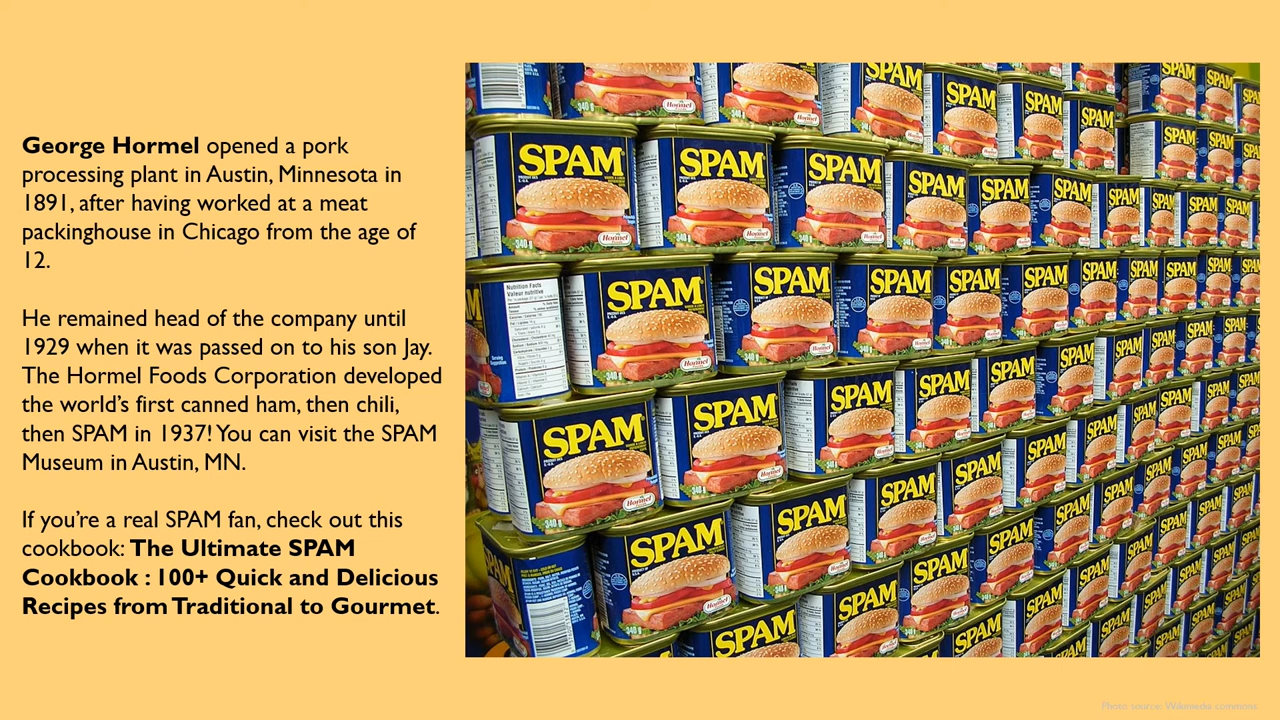 George Hormel opened a pork
processing plant in Austin, Minnesota in
1891, after having worked at a meat
packinghouse in Chicago from the age of
12.
He remained head of the company until
1929 when it was passed on to his son Jay.
The Hormel Foods Corporation developed
the world's first canned ham, then chili,
then SPAM in 1937! You can visit the SPAM
Museum in Austin, MN.
If you're a real SPAM fan, check out this
cookbook: The Ultimate SPAM
Cookbook : 100+ Quick and Delicious
Recipes from Traditional to Gourmet.
SPAM
Hormel
340 g
Nutrition Facts
Valeur nutritive
Photo source: Wikimedia commons